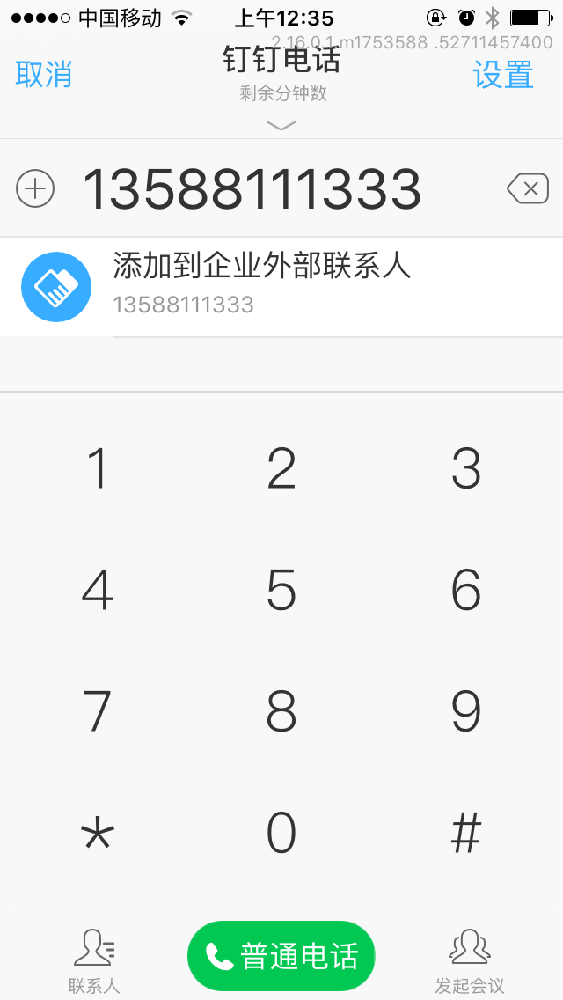 中国移动 上午12:35
2.16.0.1.m1753588 .52711457400
取消 钉钉电话 设置
剩余分钟数
13588111333
添加到企业外部联系人
13588111333
1 2 3
4 5 6
7 8 9
* 0 #
普通电话
联系人 发起会议